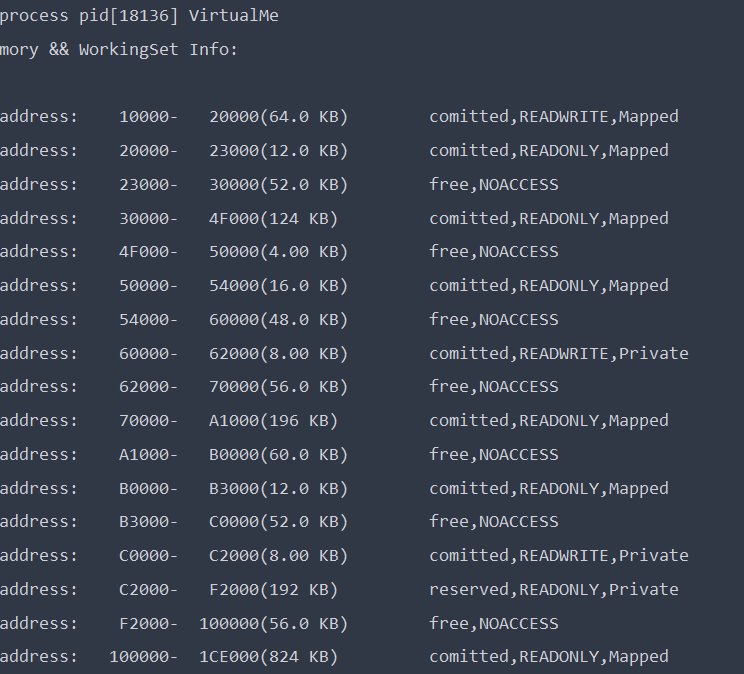 process pid[18136] VirtualMe
mory && WorkingSet Info:
address:    10000-   20000(64.0 KB)        comitted,READWRITE,Mapped
address:    20000-   23000(12.0 KB)        comitted,READONLY,Mapped
address:    23000-   30000(52.0 KB)        free,NOACCESS
address:    30000-   4F000(124 KB)         comitted,READONLY,Mapped
address:    4F000-   50000(4.00 KB)        free,NOACCESS
address:    50000-   54000(16.0 KB)        comitted,READONLY,Mapped
address:    54000-   60000(48.0 KB)        free,NOACCESS
address:    60000-   62000(8.00 KB)        comitted,READWRITE,Private
address:    62000-   70000(56.0 KB)        free,NOACCESS
address:    70000-   A1000(196 KB)         comitted,READONLY,Mapped
address:    A1000-   B0000(60.0 KB)        free,NOACCESS
address:    B0000-   B3000(12.0 KB)        comitted,READONLY,Mapped
address:    B3000-   C0000(52.0 KB)        free,NOACCESS
address:    C0000-   C2000(8.00 KB)        comitted,READWRITE,Private
address:    C2000-   F2000(192 KB)         reserved,READONLY,Private
address:    F2000-  100000(56.0 KB)        free,NOACCESS
address:   100000-  1CE000(824 KB)         comitted,READONLY,Mapped